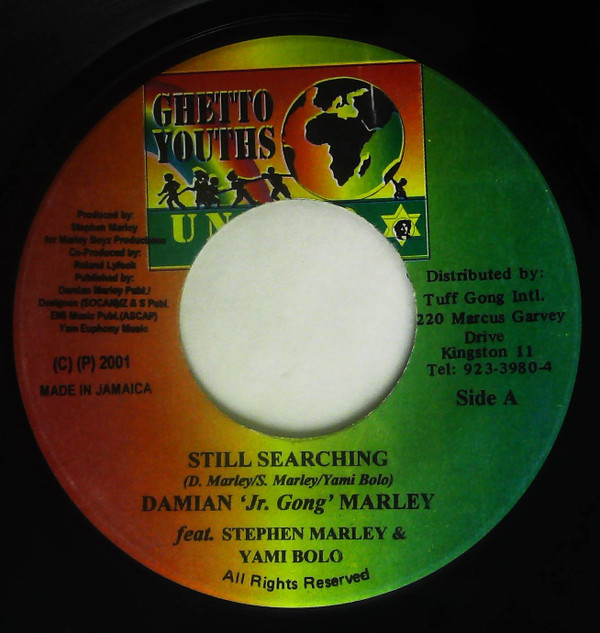 GHETTO
YOUTHS
UN D
Produced by:
Stephen Marley
for Marley Boyz Productions
Co-Produced by:
Roland Lyfook
Published by:
Damian Marley Publ./
Designee (SOCAN)/Z & S Publ.
EMI Music Publ.(ASCAP)
Yam Euphony Music
(C) (P) 2001
MADE IN JAMAICA
Distributed by:
Tuff Gong Intl.
220 Marcus Garvey
Drive
Kingston 11
Tel: 923-3980-4
Side A
STILL SEARCHING
(D. Marley/S. Marley/Yami Bolo)
DAMIAN 'Jr. Gong' MARLEY
feat. STEPHEN MARLEY &
YAMI BOLO
All Rights Reserved